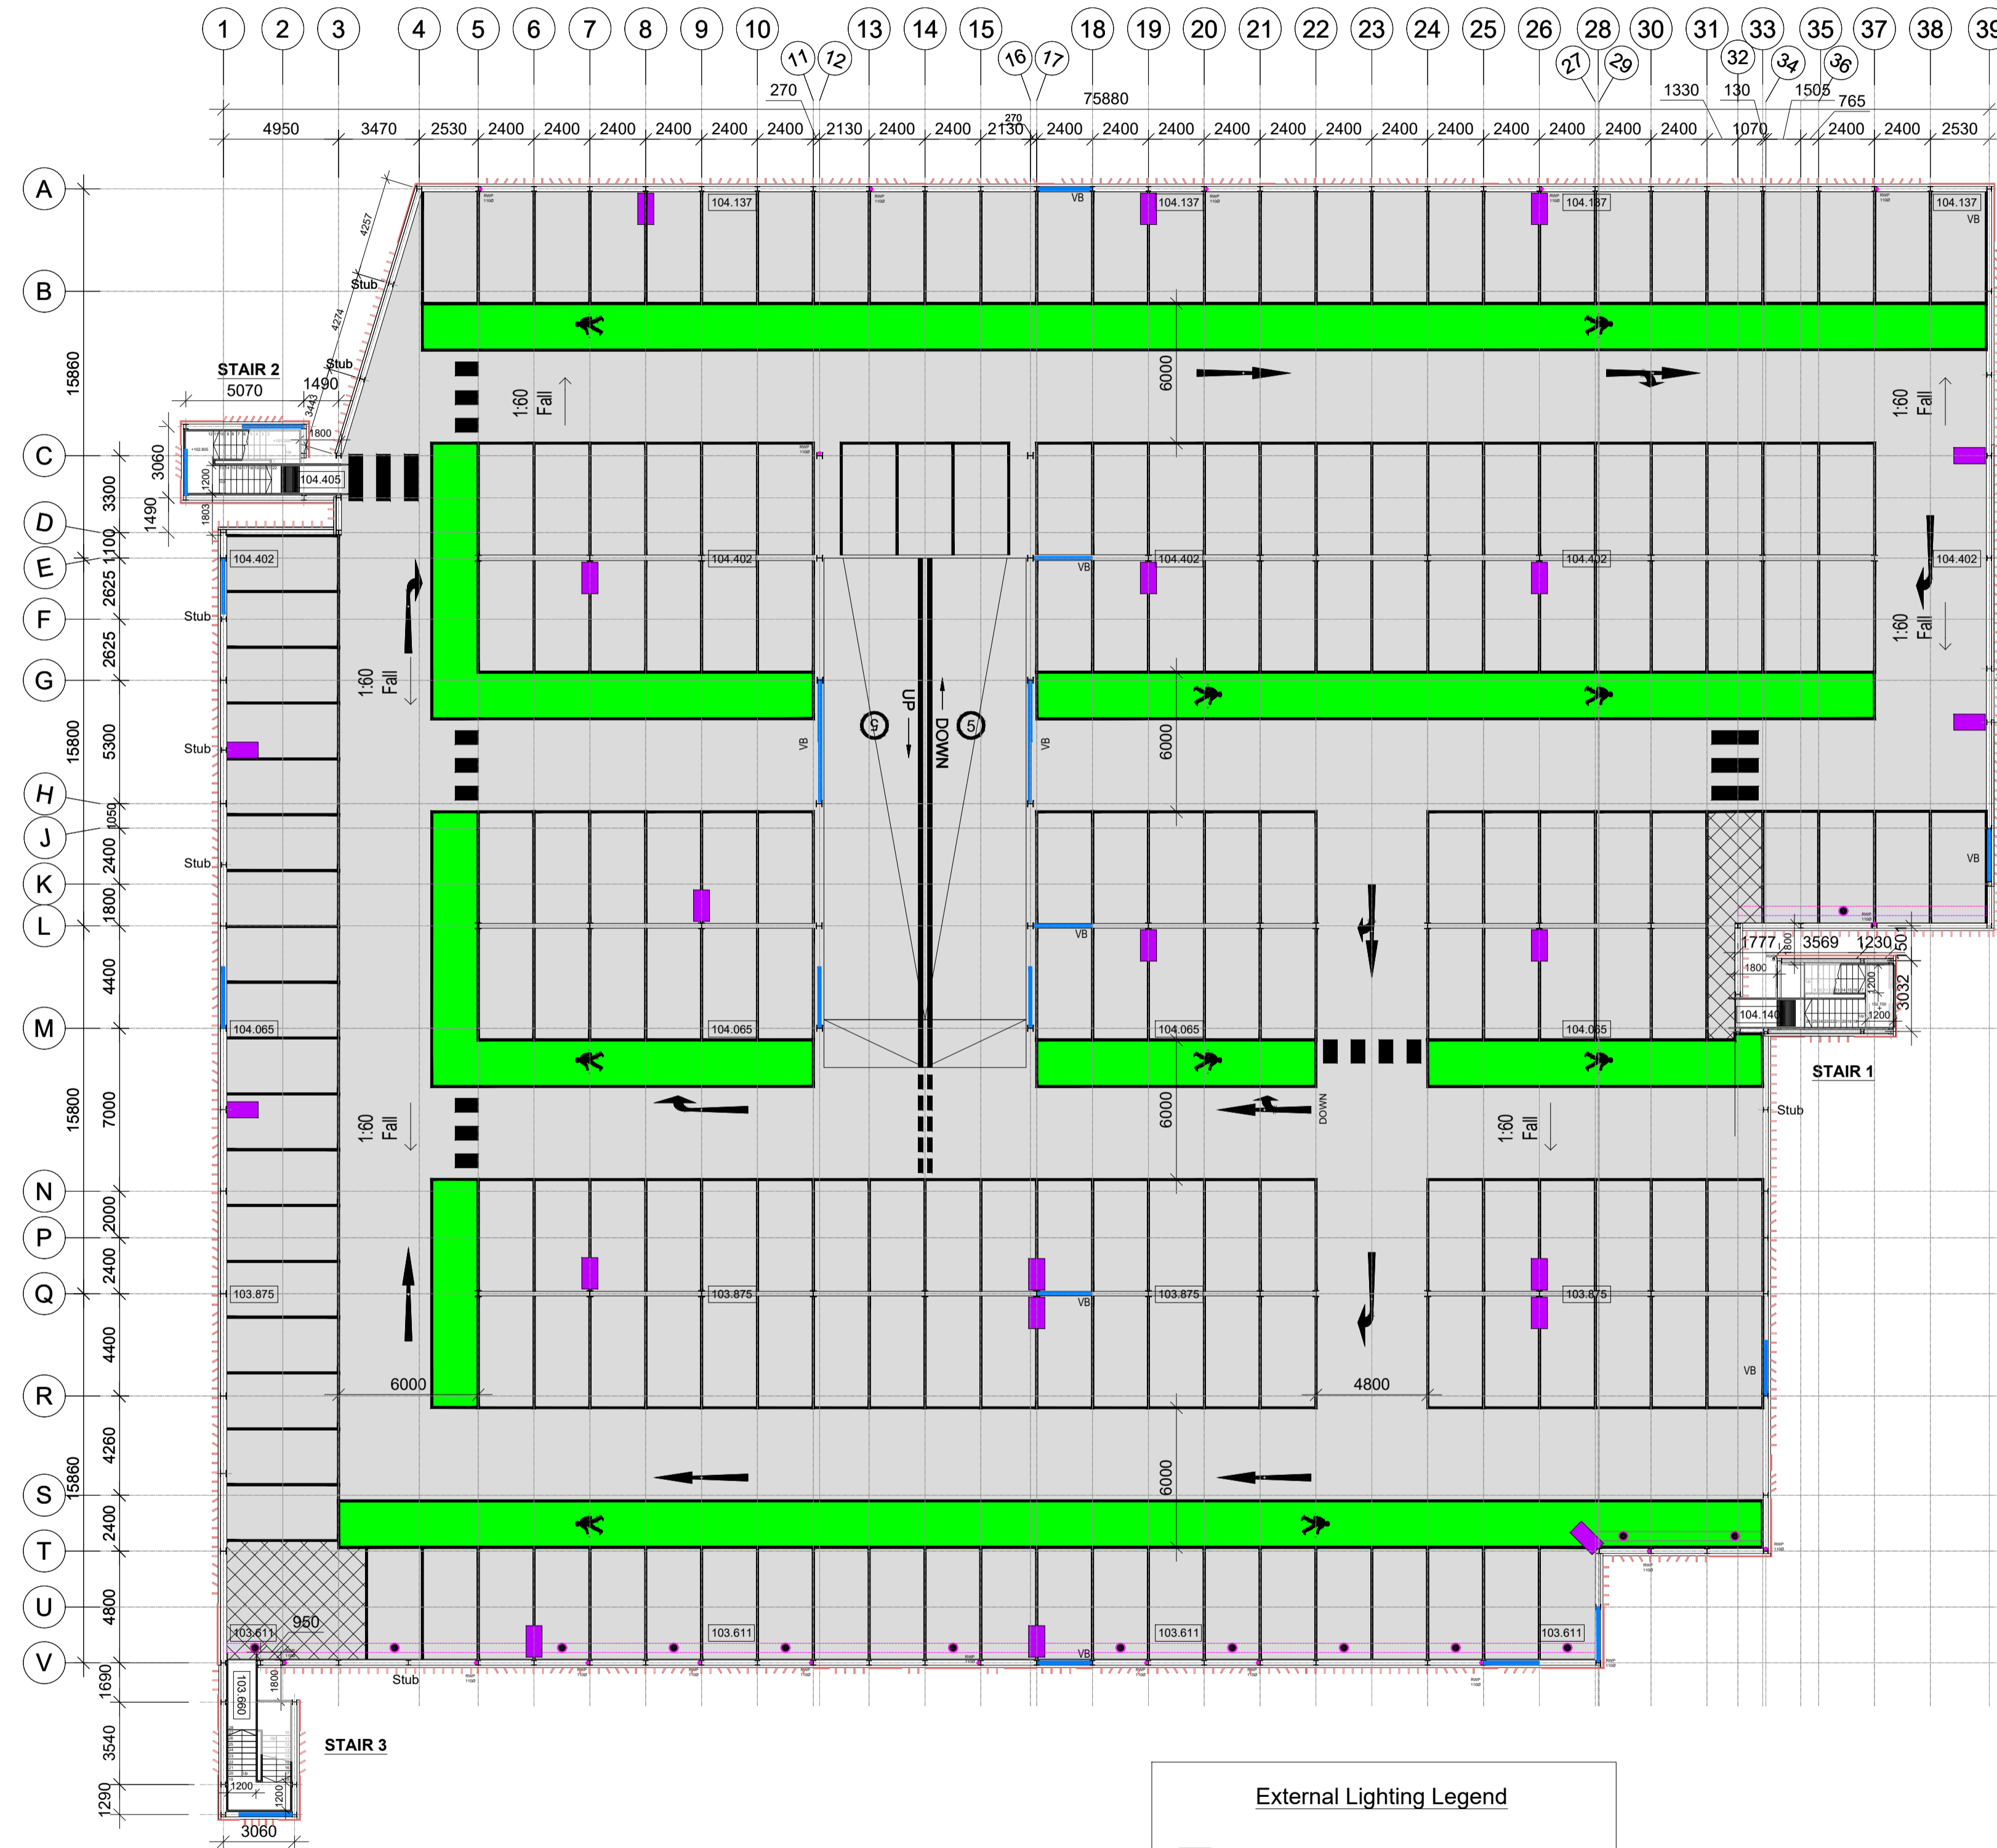 1 2 3 4 5 6 7 8 9 10 13 14 15 18 19 20 21 22 23 24 25 26 28 30 31 33 35 37 38 39
11 12 16 17 27 29 32 34 36
270 75880 1330 130 1505
765
270
4950 3470 2530 2400 2400 2400 2400 2400 2400 2130 2400 2400 2130 2400 2400 2400 2400 2400 2400 2400 2400 2400 2400 2400 1070 2400 2400 2530
A
104.137 VB 104.137 104.137 104.137
VB
4257
B
Stub
4274
Stub
15860
6000
STAIR 2
5070 1490
1:60 Fall
1:60 Fall
3443
1800
C
3060
1200
104.405
3300
1490
1803
D
1100
E
104.402 104.402 104.402 104.402 104.402
VB
2625
F
Stub
1:60 Fall
2625
1:60 Fall
G
UP
DOWN
5 5
15800
5300
Stub
VB
VB
6000
H
1050
J
2400
Stub
VB
K
1800
L
VB
1777 3569 1230
1501
1800
1800
4400
1200
3032
M
104.065 104.065 104.065 104.065
104.140
1200
STAIR 1
15800
7000
1:60 Fall
6000
DOWN
1:60 Fall
Stub
N
2000
P
2400
Q
103.875 103.875 103.875 103.875
VB
4400
VB
6000
4800
R
4260
15860
6000
S
2400
T
4800
U
950
103.611 103.611 103.611 103.611
VB
V
Stub
1690
103.660
1800
3540
STAIR 3
1290
1200
1200
3060
External Lighting Legend